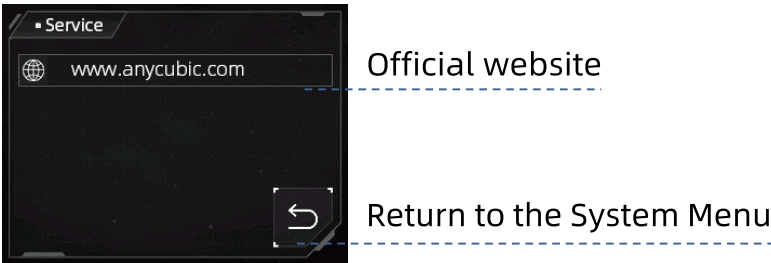 Service
www.anycubic.com
Official website
Return to the System Menu